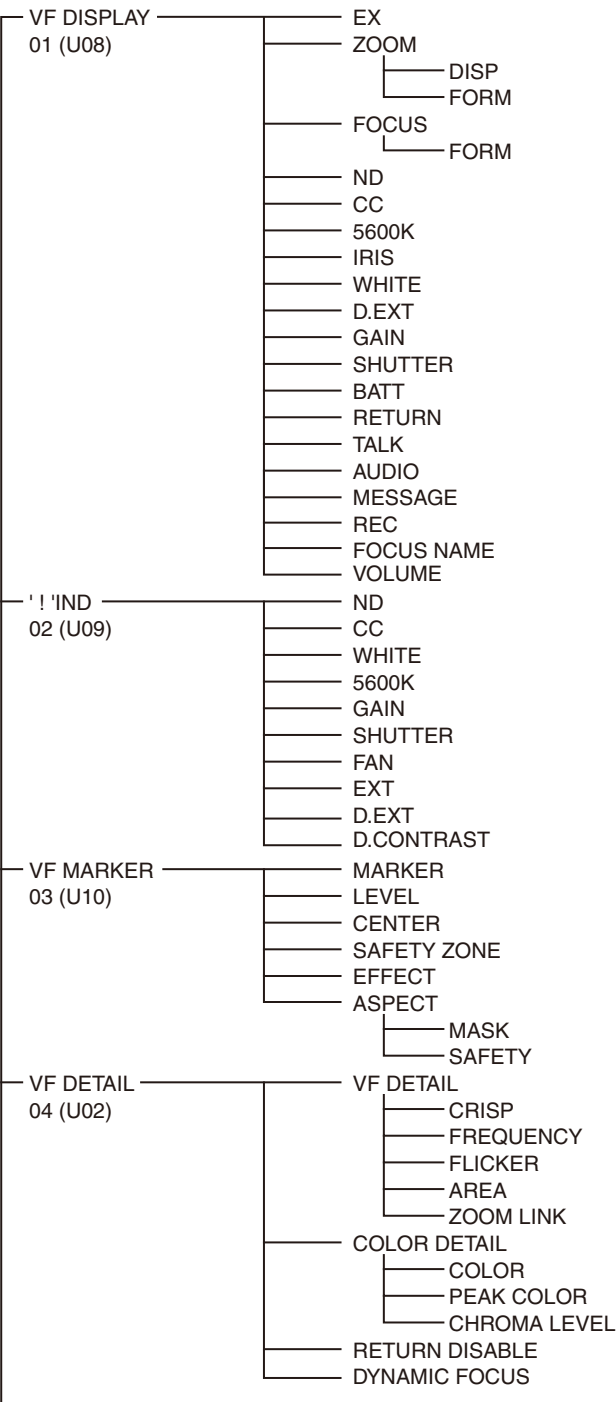 VF DISPLAY
01 (U08)
EX
ZOOM
DISP
FORM
FOCUS
FORM
ND
CC
5600K
IRIS
WHITE
D.EXT
GAIN
SHUTTER
BATT
RETURN
TALK
AUDIO
MESSAGE
REC
FOCUS NAME
VOLUME
' ! 'IND
02 (U09)
ND
CC
WHITE
5600K
GAIN
SHUTTER
FAN
EXT
D.EXT
D.CONTRAST
VF MARKER
03 (U10)
MARKER
LEVEL
CENTER
SAFETY ZONE
EFFECT
ASPECT
MASK
SAFETY
VF DETAIL
04 (U02)
VF DETAIL
CRISP
FREQUENCY
FLICKER
AREA
ZOOM LINK
COLOR DETAIL
COLOR
PEAK COLOR
CHROMA LEVEL
RETURN DISABLE
DYNAMIC FOCUS